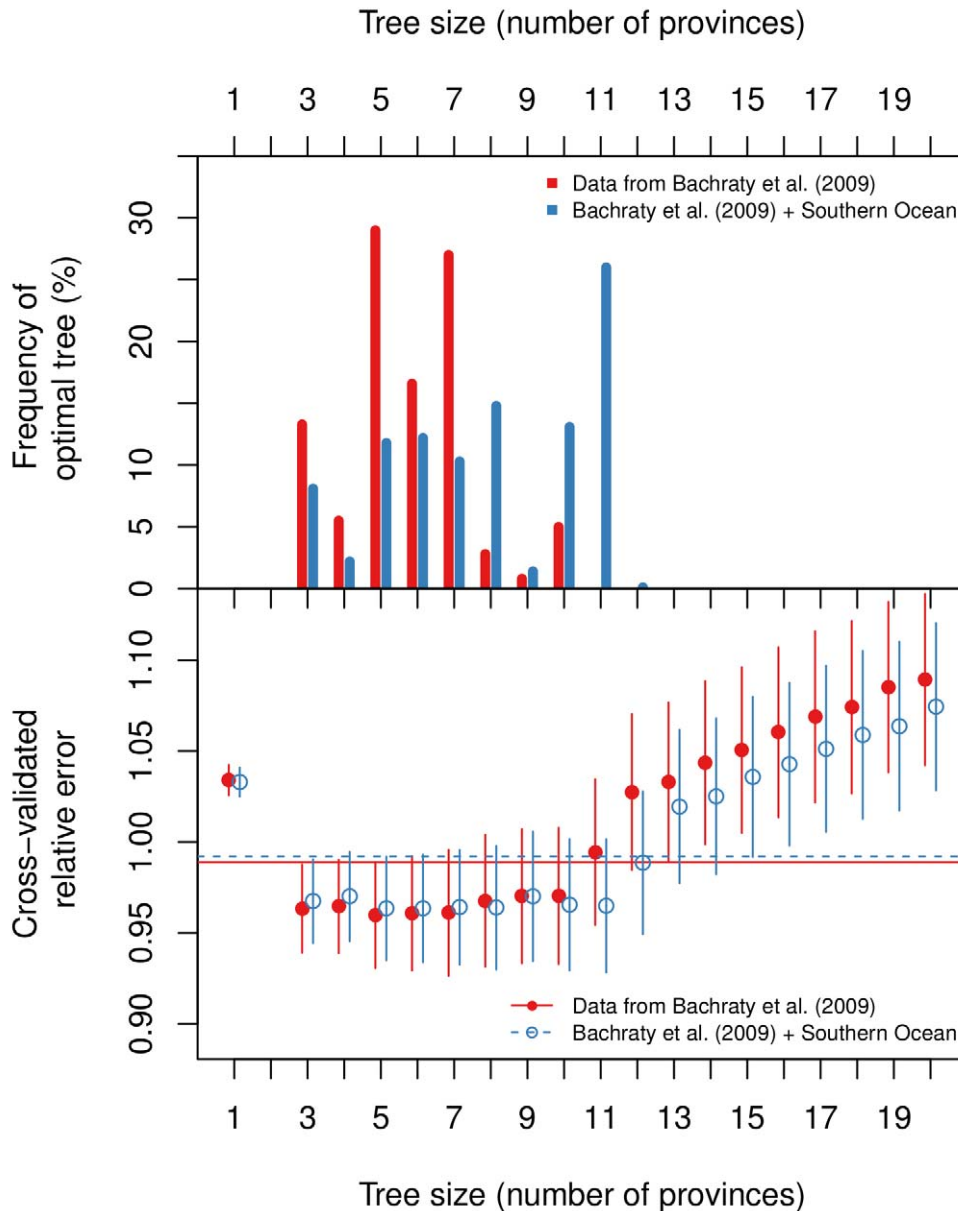 Tree size (number of provinces)
1 3 5 7 9 11 13 15 17 19
Data from Bachraty et al. (2009)
Bachraty et al. (2009) + Southern Ocean
Frequency of
optimal tree (%)
30
20
10
5
0
Cross-validated
relative error
1.10
1.05
1.00
0.95
0.90
Data from Bachraty et al. (2009)
Bachraty et al. (2009) + Southern Ocean
1 3 5 7 9 11 13 15 17 19
Tree size (number of provinces)